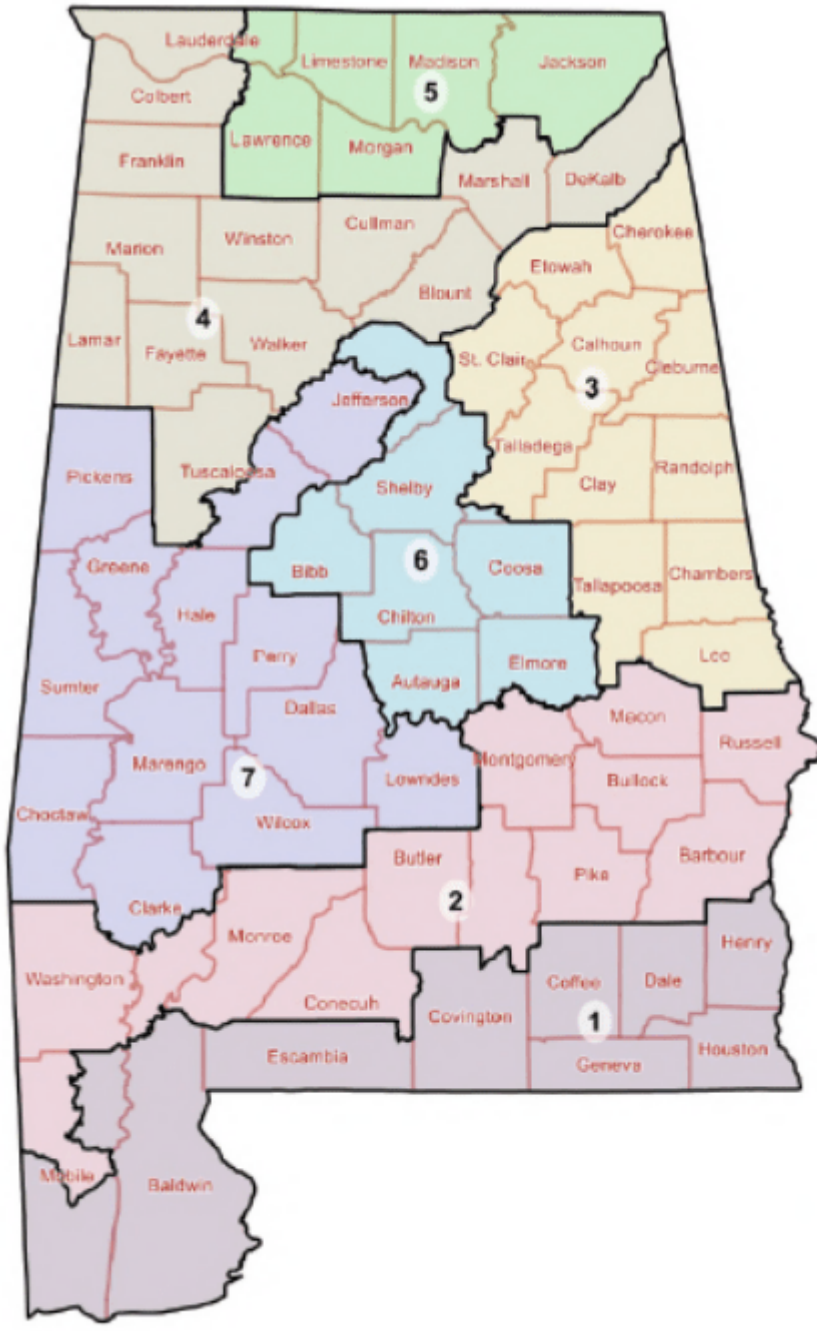 Lauderdale
Limestone
Madison
Jackson
5
Colbert
Lawrence
Morgan
Franklin
Marshall
DeKalb
Marion
Winston
Cullman
Cherokee
Etowah
Blount
4
Lamar
Fayette
Walker
St. Clair
Calhoun
Cleburne
3
Jefferson
Talladega
Pickens
Tuscaloosa
Shelby
Clay
Randolph
Greene
Bibb
6
Coosa
Tallapoosa
Chambers
Hale
Chilton
Perry
Elmore
Lee
Sumter
Autauga
Dallas
Macon
Russell
Marengo
7
Lowndes
Montgomery
Bullock
Choctaw
Wilcox
Butler
Barbour
Pike
Clarke
2
Monroe
Henry
Washington
Conecuh
Covington
Coffee
Dale
1
Escambia
Geneva
Houston
Mobile
Baldwin